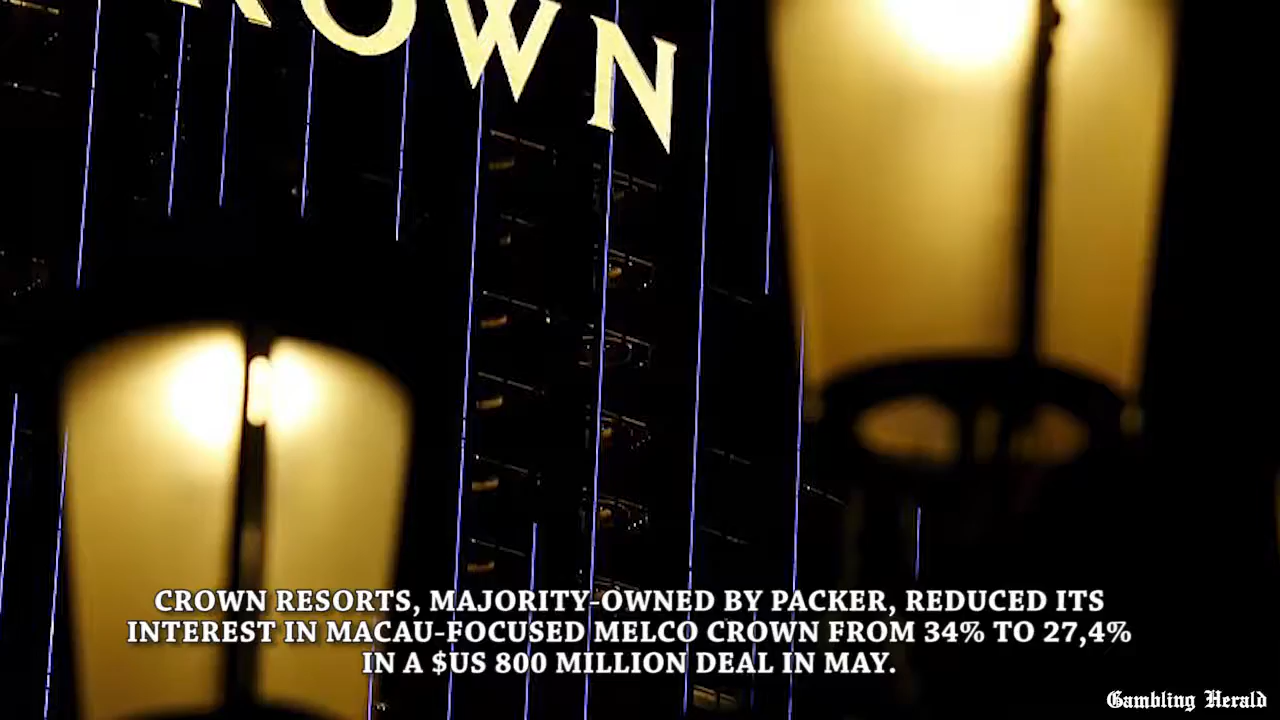 ROWN
CROWN RESORTS, MAJORITY-OWNED BY PACKER, REDUCED ITS
INTEREST IN MACAU-FOCUSED MELCO CROWN FROM 34% TO 27,4%
IN A $US 800 MILLION DEAL IN MAY.
Gambling Herald